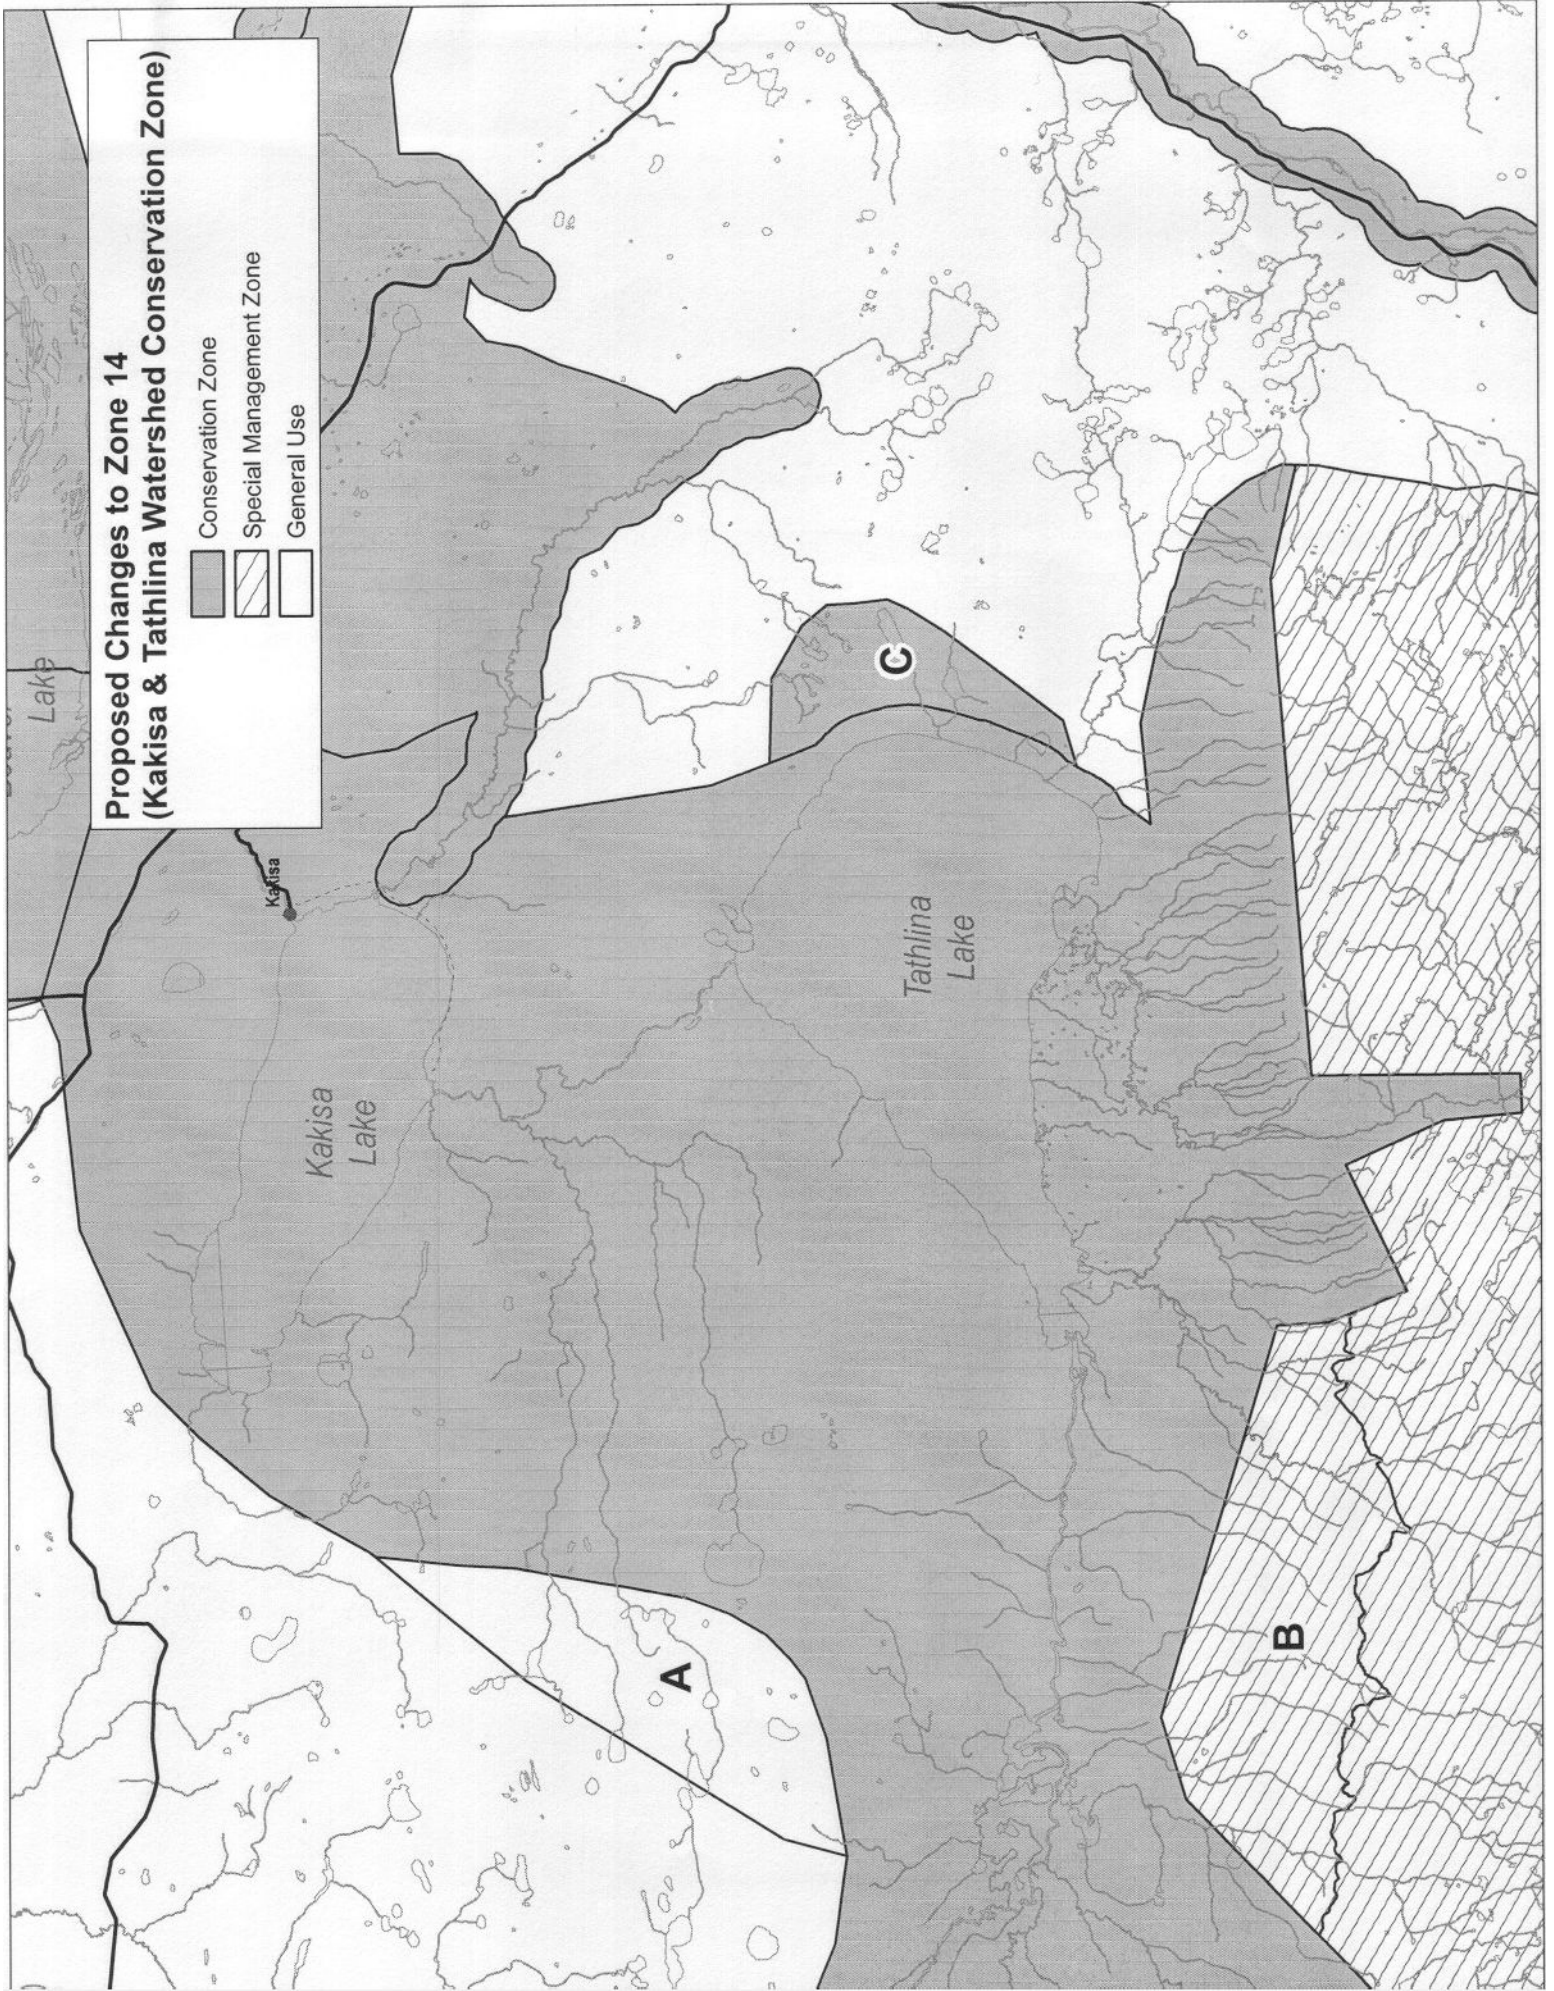 Proposed Changes to Zone 14
(Kakisa & Tathlina Watershed Conservation Zone)
Conservation Zone
Special Management Zone
General Use
Lake
Kakisa
Kakisa
Lake
Tathlina
Lake
A
B
C